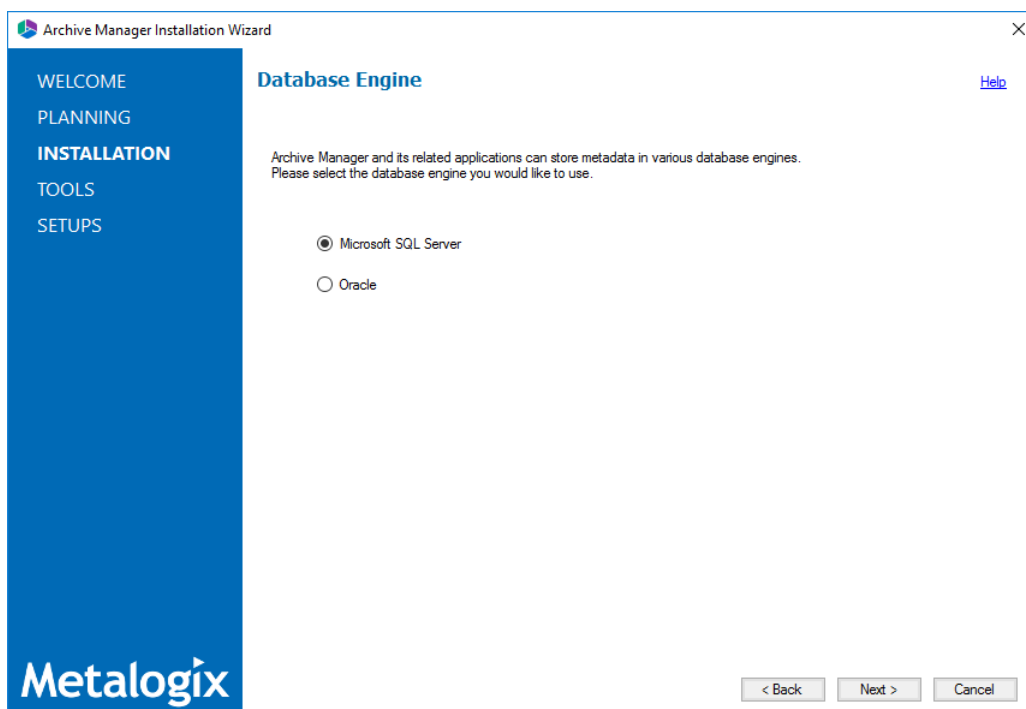 Archive Manager Installation Wizard
WELCOME
PLANNING
INSTALLATION
TOOLS
SETUPS
Database Engine
Help
Archive Manager and its related applications can store metadata in various database engines.
Please select the database engine you would like to use.
Microsoft SQL Server
Oracle
Metalogix
< Back
Next >
Cancel